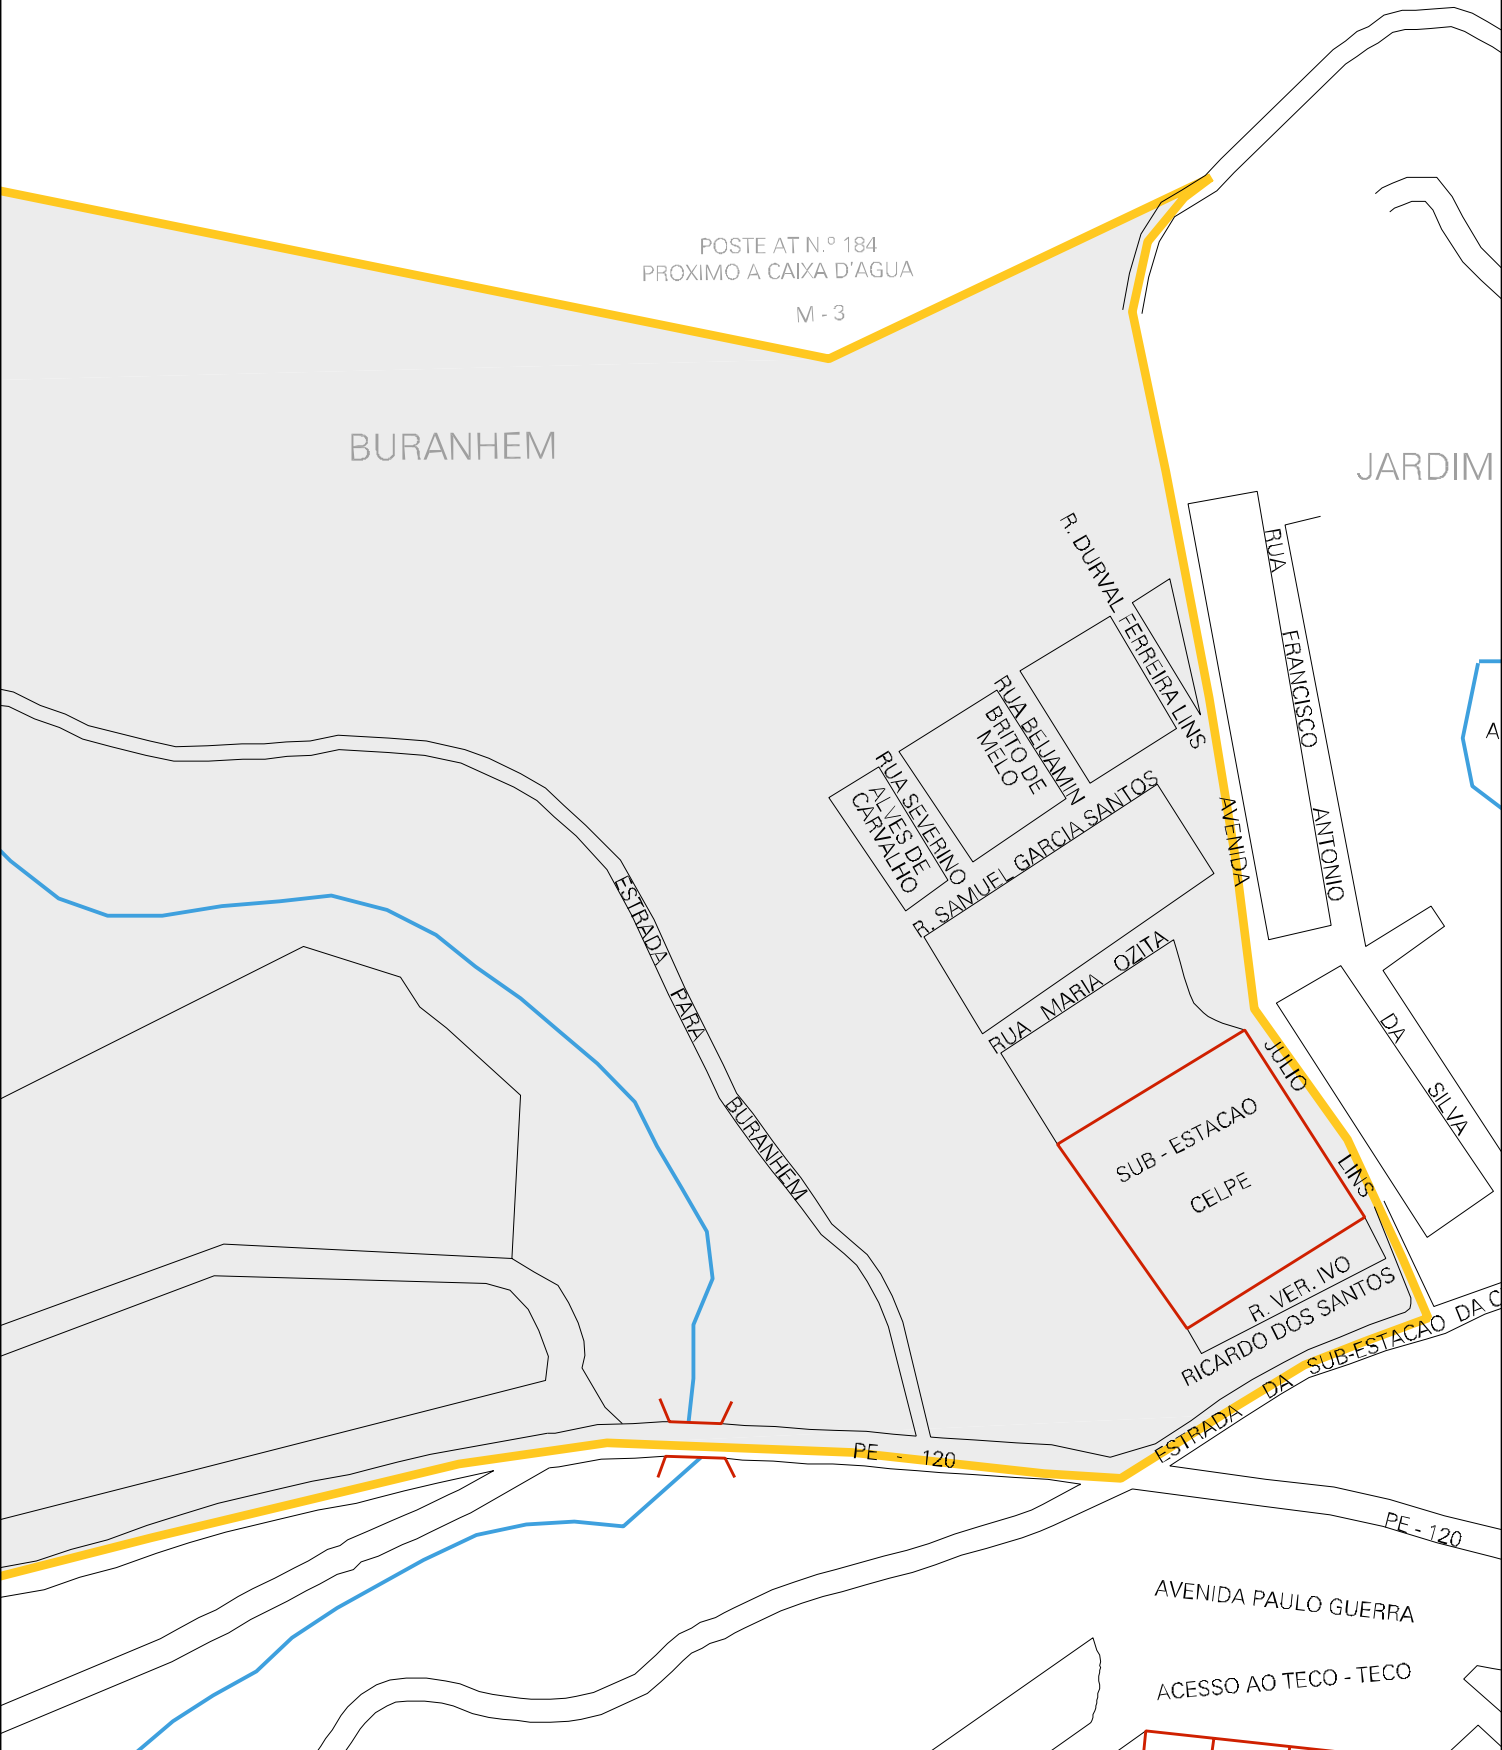 POSTE AT N.º 184
PROXIMO A CAIXA D'AGUA
M - 3
BURANHEM
JARDIM
R. DURVAL FERREIRA LINS
RUA FRANCISCO ANTONIO DA SILVA
RUA BEIJAMIN
BRITO DE
MELO
A
RUA SEVERINO
ALVES DE
CARVALHO
R. SAMUEL GARCIA SANTOS
AVENIDA JULIO LINS
ESTRADA PARA BURANHEM
RUA MARIA OZITA
SUB - ESTACAO
CELPE
R. VER. IVO
RICARDO DOS SANTOS
ESTRADA DA SUB-ESTACAO DA C
PE - 120
PE - 120
AVENIDA PAULO GUERRA
ACESSO AO TECO - TECO